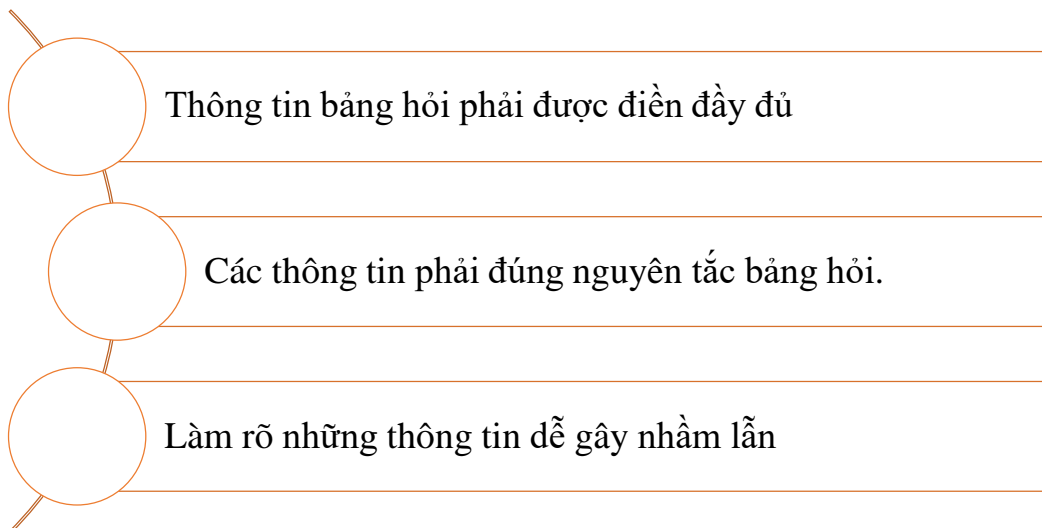 Thông tin bảng hỏi phải được điền đầy đủ
Các thông tin phải đúng nguyên tắc bảng hỏi.
Làm rõ những thông tin dễ gây nhầm lẫn